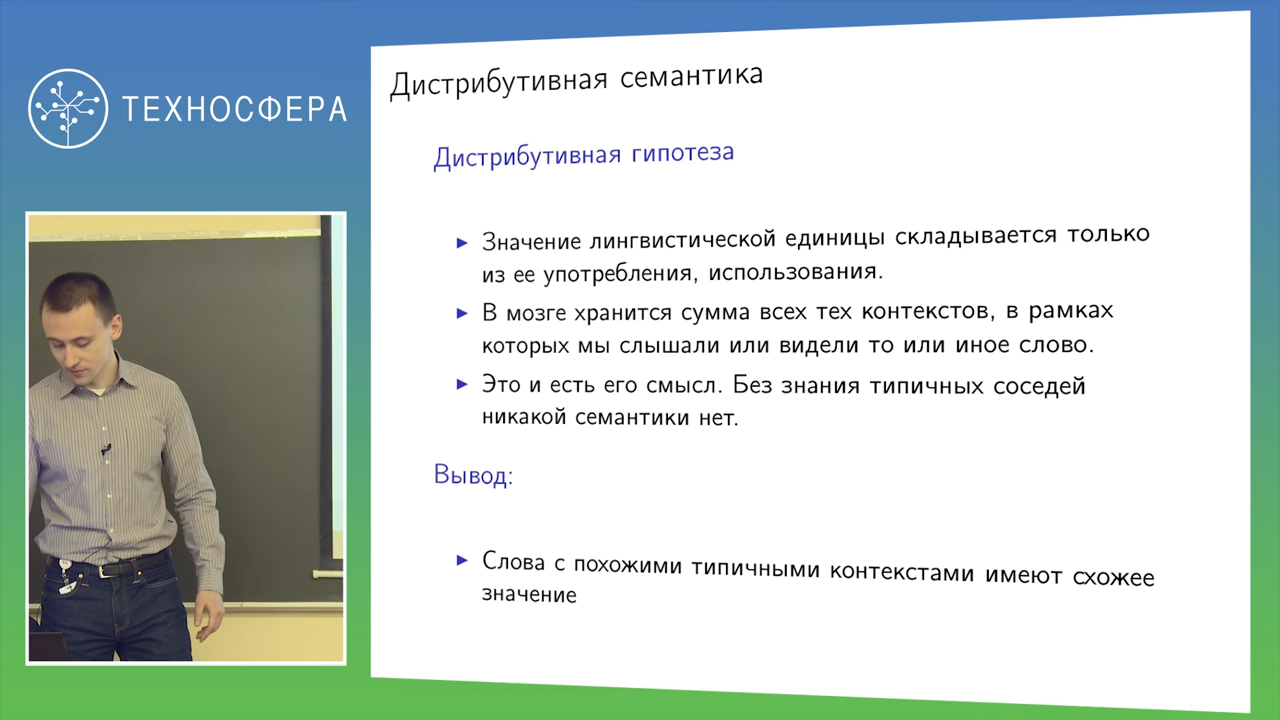 ТЕХНОСФЕРА
Дистрибутивная семантика
Дистрибутивная гипотеза
Значение лингвистической единицы складывается только
из ее употребления, использования.
В мозге хранится сумма всех тех контекстов, в рамках
которых мы слышали или видели то или иное слово.
Это и есть его смысл. Без знания типичных соседей
никакой семантики нет.
Вывод:
Слова с похожими типичными контекстами имеют схожее
значение